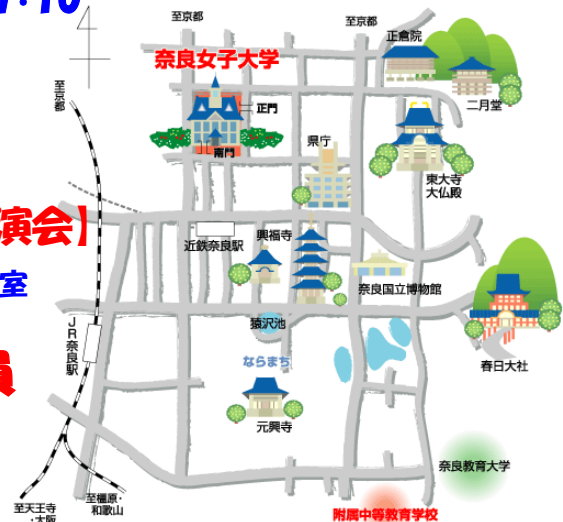 至京都
至京都
正倉院
奈良女子大学
至京都
二月堂
正門
南門
県庁
東大寺
大仏殿
演会】
近鉄奈良駅
興福寺
室
奈良国立博物館
猿沢池
JR奈良駅
春日大社
ならまち
員
元興寺
奈良教育大学
至天王寺
・大阪
至橿原・
和歌山
附属中等教育学校